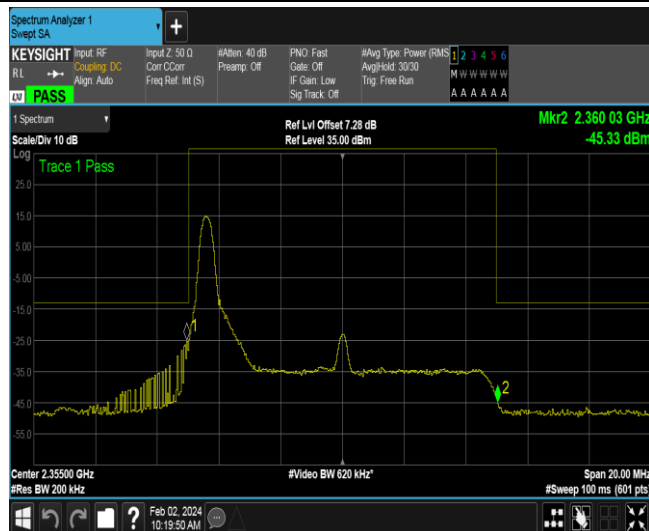 Spectrum Analyzer 1
Swept SA
+
KEYSIGHT Input: RF Input Z: 50 Ω #Atten: 40 dB PNO: Fast #Avg Type: Power (RMS 1 2 3 4 5 6
RL Coupling: DC Corr CCorr Preamp: Off Gate: Off Avg|Hold: 30/30 M W W W W W
Align: Auto Freq Ref: Int (S) IF Gain: Low Trig: Free Run
LXI PASS Sig Track: Off A A A A A A
1 Spectrum Ref Lvl Offset 7.28 dB Mkr2 2.360 03 GHz
Scale/Div 10 dB Ref Level 35.00 dBm -45.33 dBm
Log
Trace 1 Pass
25.0
15.0
5.00
-5.00
-15.0
1
-25.0
-35.0
2
-45.0
-55.0
Center 2.35500 GHz #Video BW 620 kHz* Span 20.00 MHz
#Res BW 200 kHz #Sweep 100 ms (601 pts)
? Feb 02, 2024
10:19:50 AM